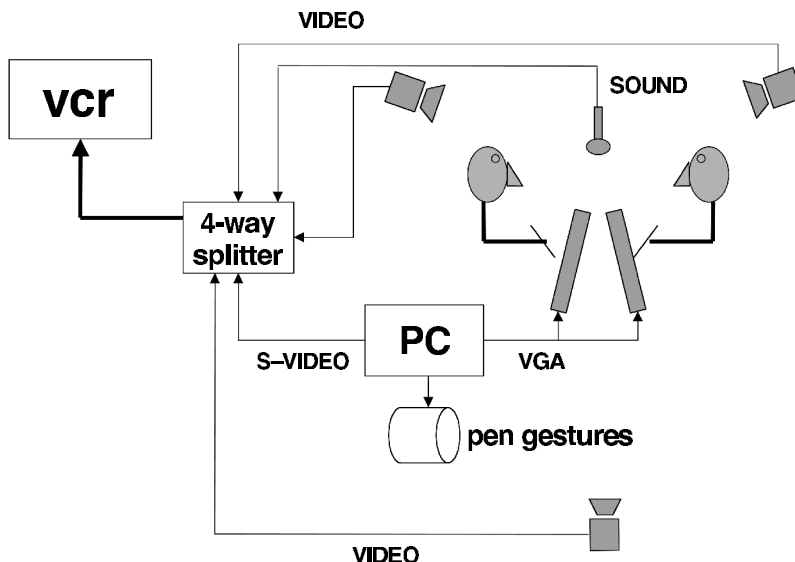 VIDEO
vcr
SOUND
4-way
splitter
PC
S–VIDEO
VGA
pen gestures
VIDEO